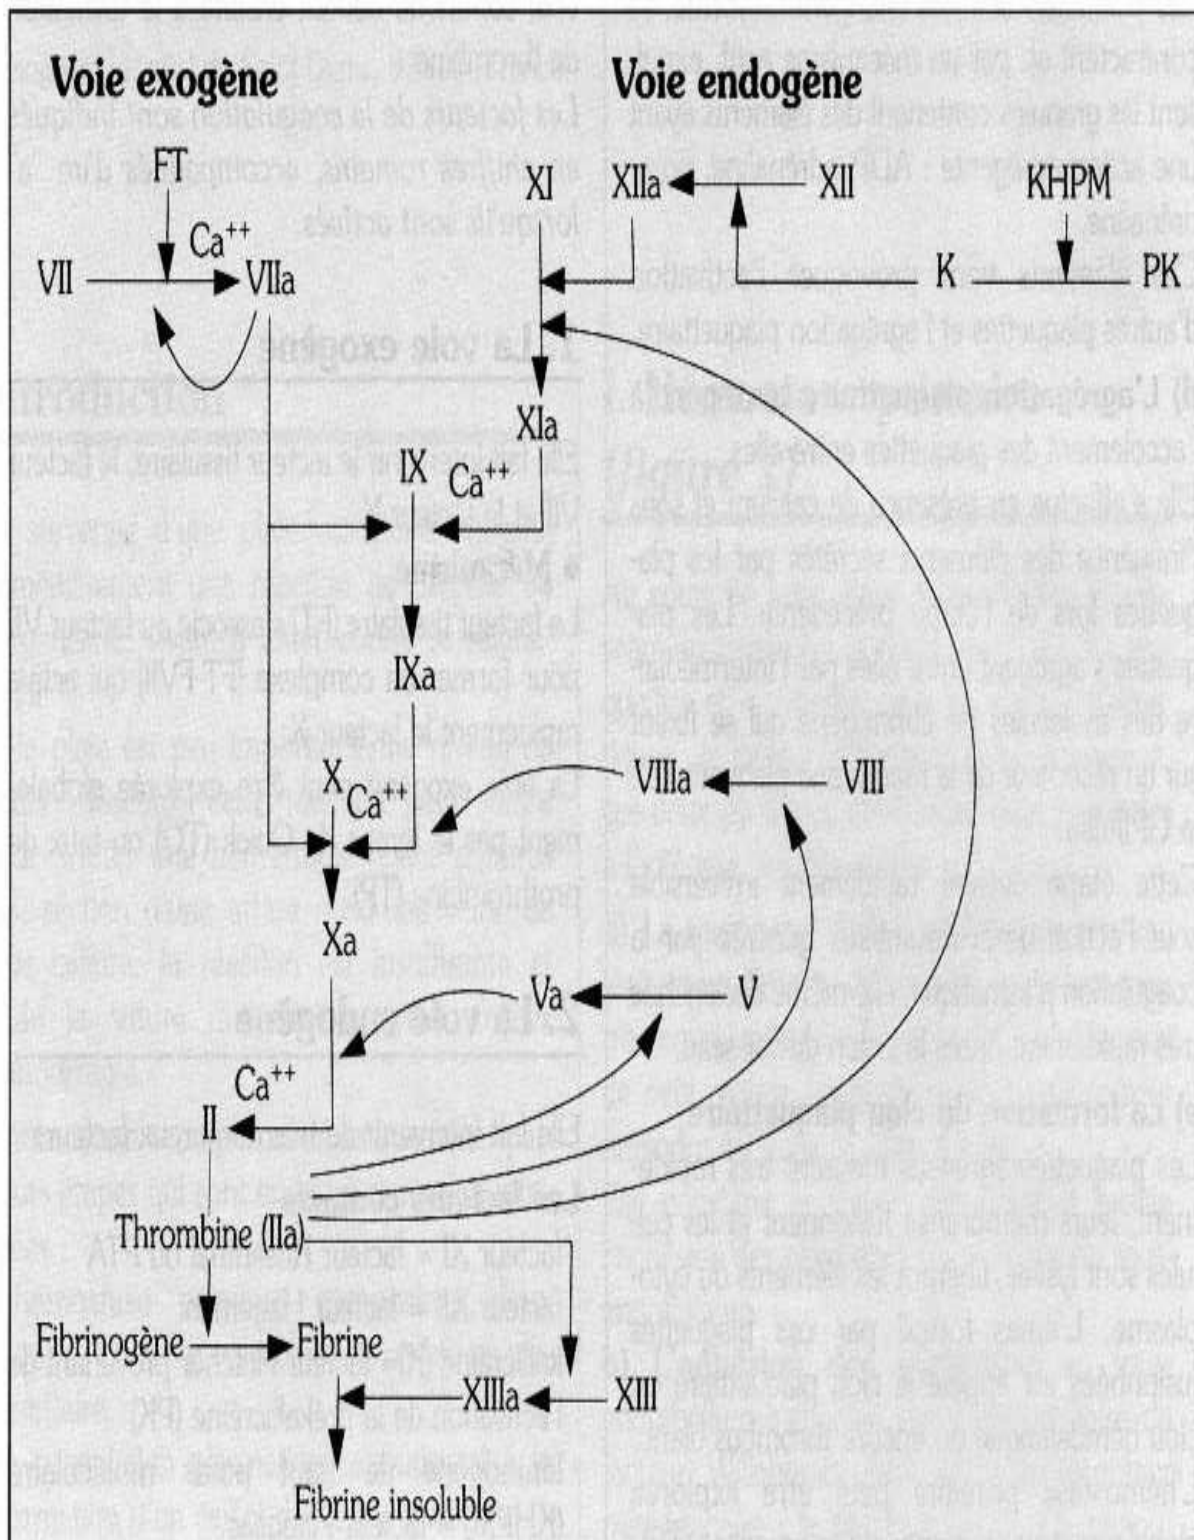 Voie exogène
Voie endogène
FT
XI
XIIa
XII
KHPM
Ca++
VII
VIIa
K
PK
XIa
IX
Ca++
IXa
X
Ca++
VIIIa
VIII
Xa
Va
V
Ca++
II
Thrombine (IIa)
Fibrinogène
Fibrine
XIIIa
XIII
Fibrine insoluble